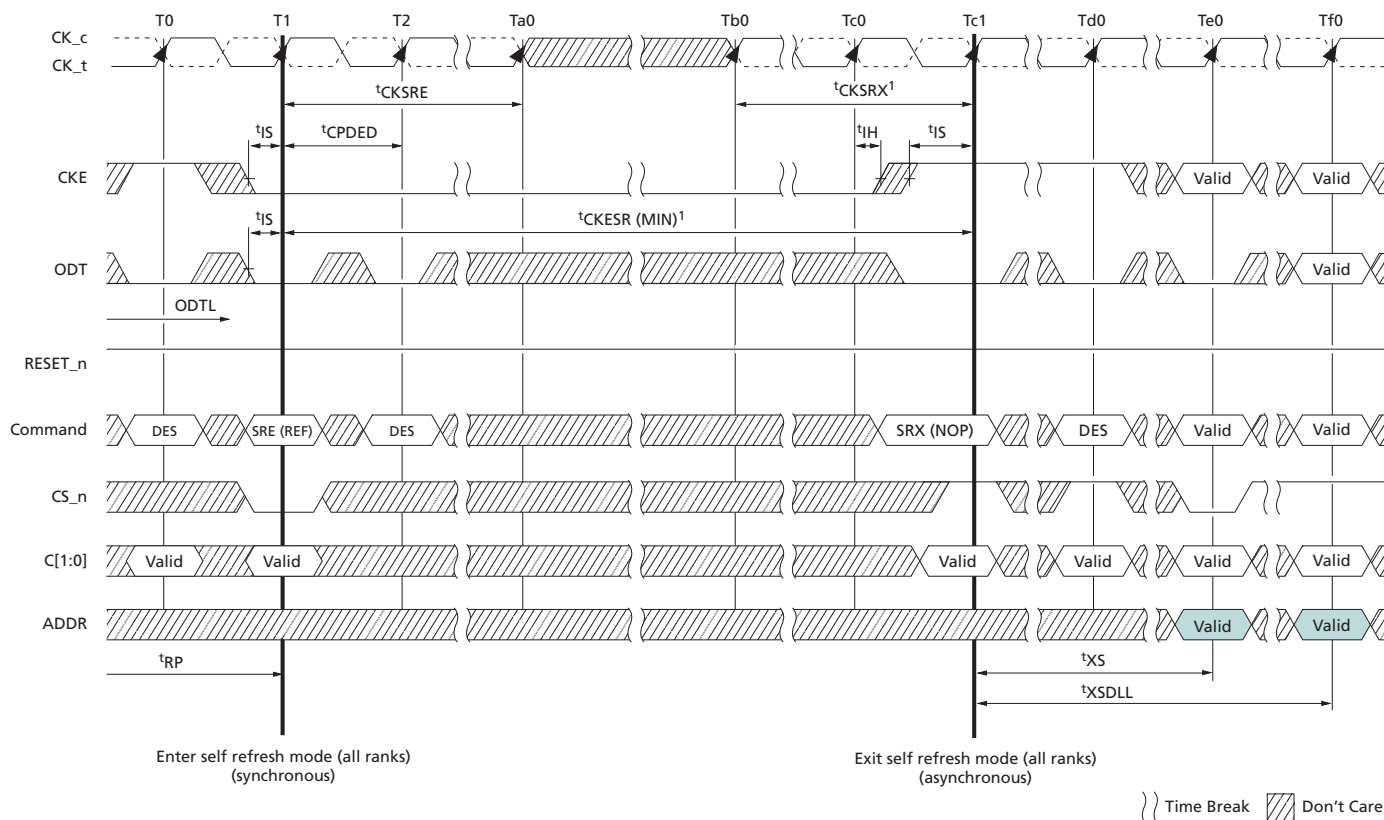 T0 T1 T2 Ta0 Tb0 Tc0 Tc1 Td0 Te0 Tf0
CK_c
CK_t
tCKSRE tCKSRX1
tIS tCPDED tIH tIS
CKE Valid Valid
tIS tCKESR (MIN)1
ODT Valid
ODTL
RESET_n
Command DES SRE (REF) DES SRX (NOP) DES Valid Valid
CS_n
C[1:0] Valid Valid Valid Valid Valid Valid
ADDR Valid Valid
tRP tXS
tXSDLL
Enter self refresh mode (all ranks)
(synchronous)
Exit self refresh mode (all ranks)
(asynchronous)
Time Break Don't Care